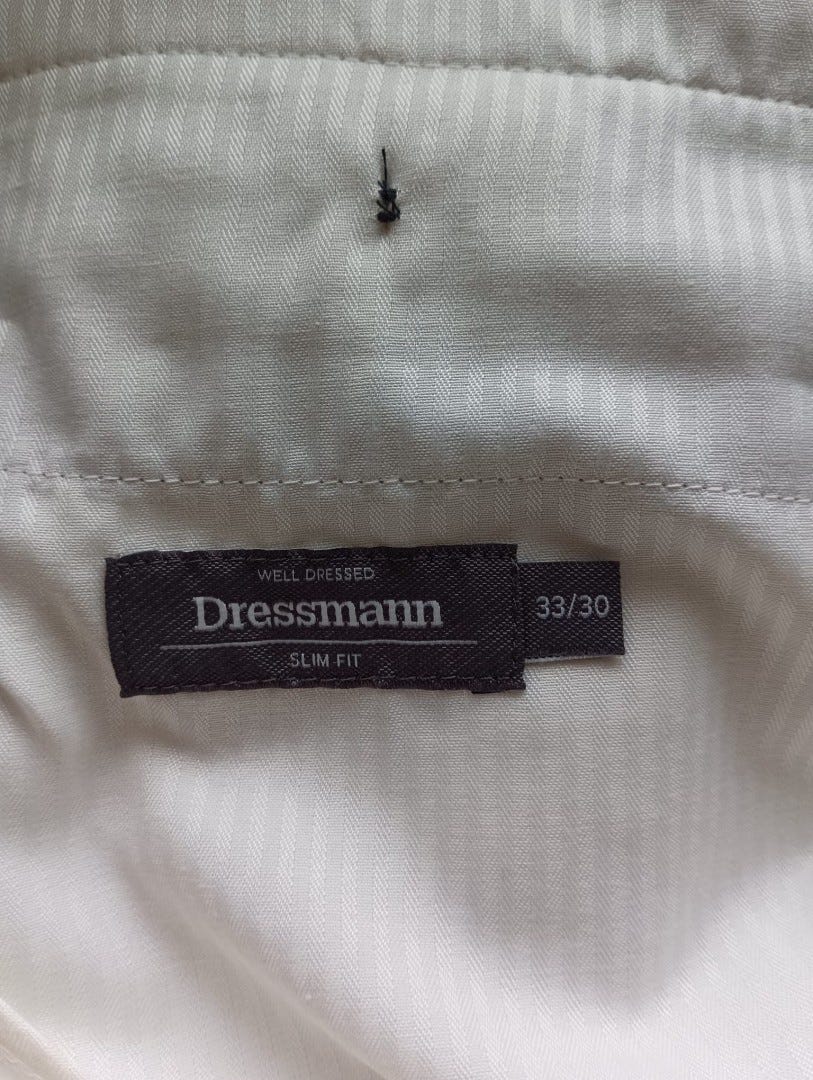 WELL DRESSED
Dressmann
SLIM FIT
33/30